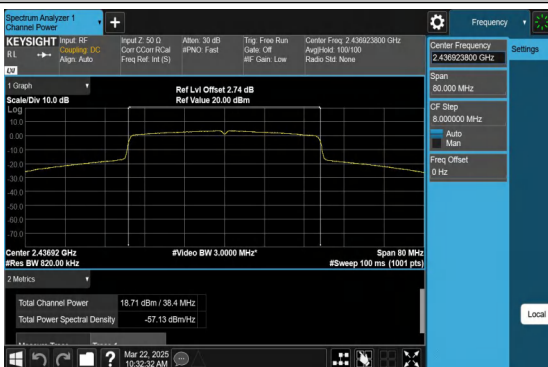 Spectrum Analyzer 1
Channel Power
Frequency
KEYSIGHT
Input: RF
Input Z: 50 Ω
Atten: 30 dB
Trig: Free Run
Center Freq: 2.436923800 GHz
RL
Coupling: DC
Corr CCorr RCal
#PNO: Fast
Gate: Off
Avg|Hold: 100/100
Align: Auto
Freq Ref: Int (S)
#IF Gain: Low
Radio Std: None
LXI
Center Frequency
2.436923800 GHz
Settings
Span
80.000 MHz
CF Step
8.000000 MHz
Auto
Man
Freq Offset
0 Hz
1 Graph
Ref Lvl Offset 2.74 dB
Scale/Div 10.0 dB
Ref Value 20.00 dBm
Log
10.0
0.00
-10.0
-20.0
-30.0
-40.0
-50.0
-60.0
-70.0
Center 2.43692 GHz
#Video BW 3.0000 MHz*
Span 80 MHz
#Res BW 820.00 kHz
#Sweep 100 ms (1001 pts)
2 Metrics
Total Channel Power
18.71 dBm / 38.4 MHz
Total Power Spectral Density
-57.13 dBm/Hz
Local
?
Mar 22, 2025
10:32:32 AM